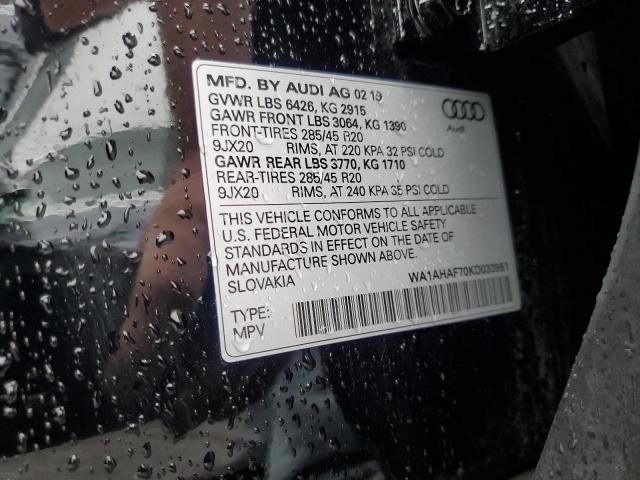 MFD. BY AUDI AG 02 19
GVWR LBS 6426, KG 2915
GAWR FRONT LBS 3064, KG 1390
FRONT-TIRES 285/45 R20
9JX20 RIMS, AT 220 KPA 32 PSI COLD
GAWR REAR LBS 3770, KG 1710
REAR-TIRES 285/45 R20
9JX20 RIMS, AT 240 KPA 35 PSI COLD
Audi
THIS VEHICLE CONFORMS TO ALL APPLICABLE
U.S. FEDERAL MOTOR VEHICLE SAFETY
STANDARDS IN EFFECT ON THE DATE OF
MANUFACTURE SHOWN ABOVE.
SLOVAKIA
WA1AHAF70KD033961
TYPE:
MPV